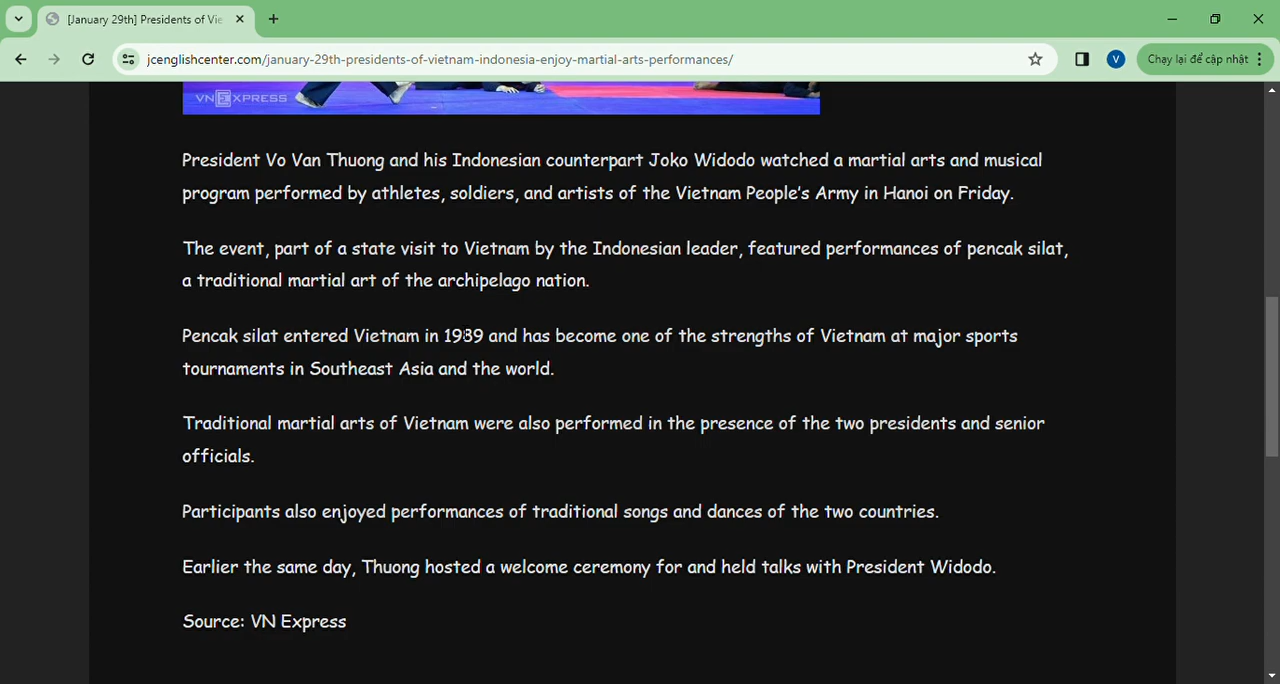 [January 29th] Presidents of Vie
jcenglishcenter.com/january-29th-presidents-of-vietnam-indonesia-enjoy-martial-arts-performances/
V
Chạy lại để cập nhật
VN EXPRESS
President Vo Van Thuong and his Indonesian counterpart Joko Widodo watched a martial arts and musical
program performed by athletes, soldiers, and artists of the Vietnam People's Army in Hanoi on Friday.
The event, part of a state visit to Vietnam by the Indonesian leader, featured performances of pencak silat,
a traditional martial art of the archipelago nation.
Pencak silat entered Vietnam in 1989 and has become one of the strengths of Vietnam at major sports
tournaments in Southeast Asia and the world.
Traditional martial arts of Vietnam were also performed in the presence of the two presidents and senior
officials.
Participants also enjoyed performances of traditional songs and dances of the two countries.
Earlier the same day, Thuong hosted a welcome ceremony for and held talks with President Widodo.
Source: VN Express